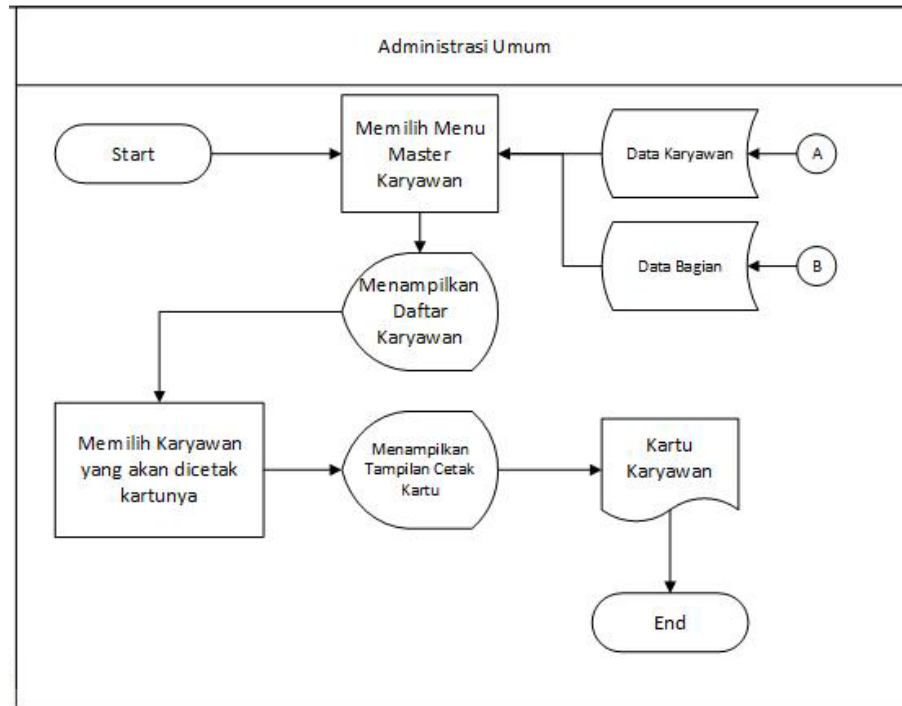 Administrasi Umum
Start
Memilih Menu
Master
Karyawan
Data Karyawan
A
Data Bagian
B
Menampilkan
Daftar
Karyawan
Memilih Karyawan
yang akan dicetak
kartunya
Menampilkan
Tampilan Cetak
Kartu
Kartu
Karyawan
End